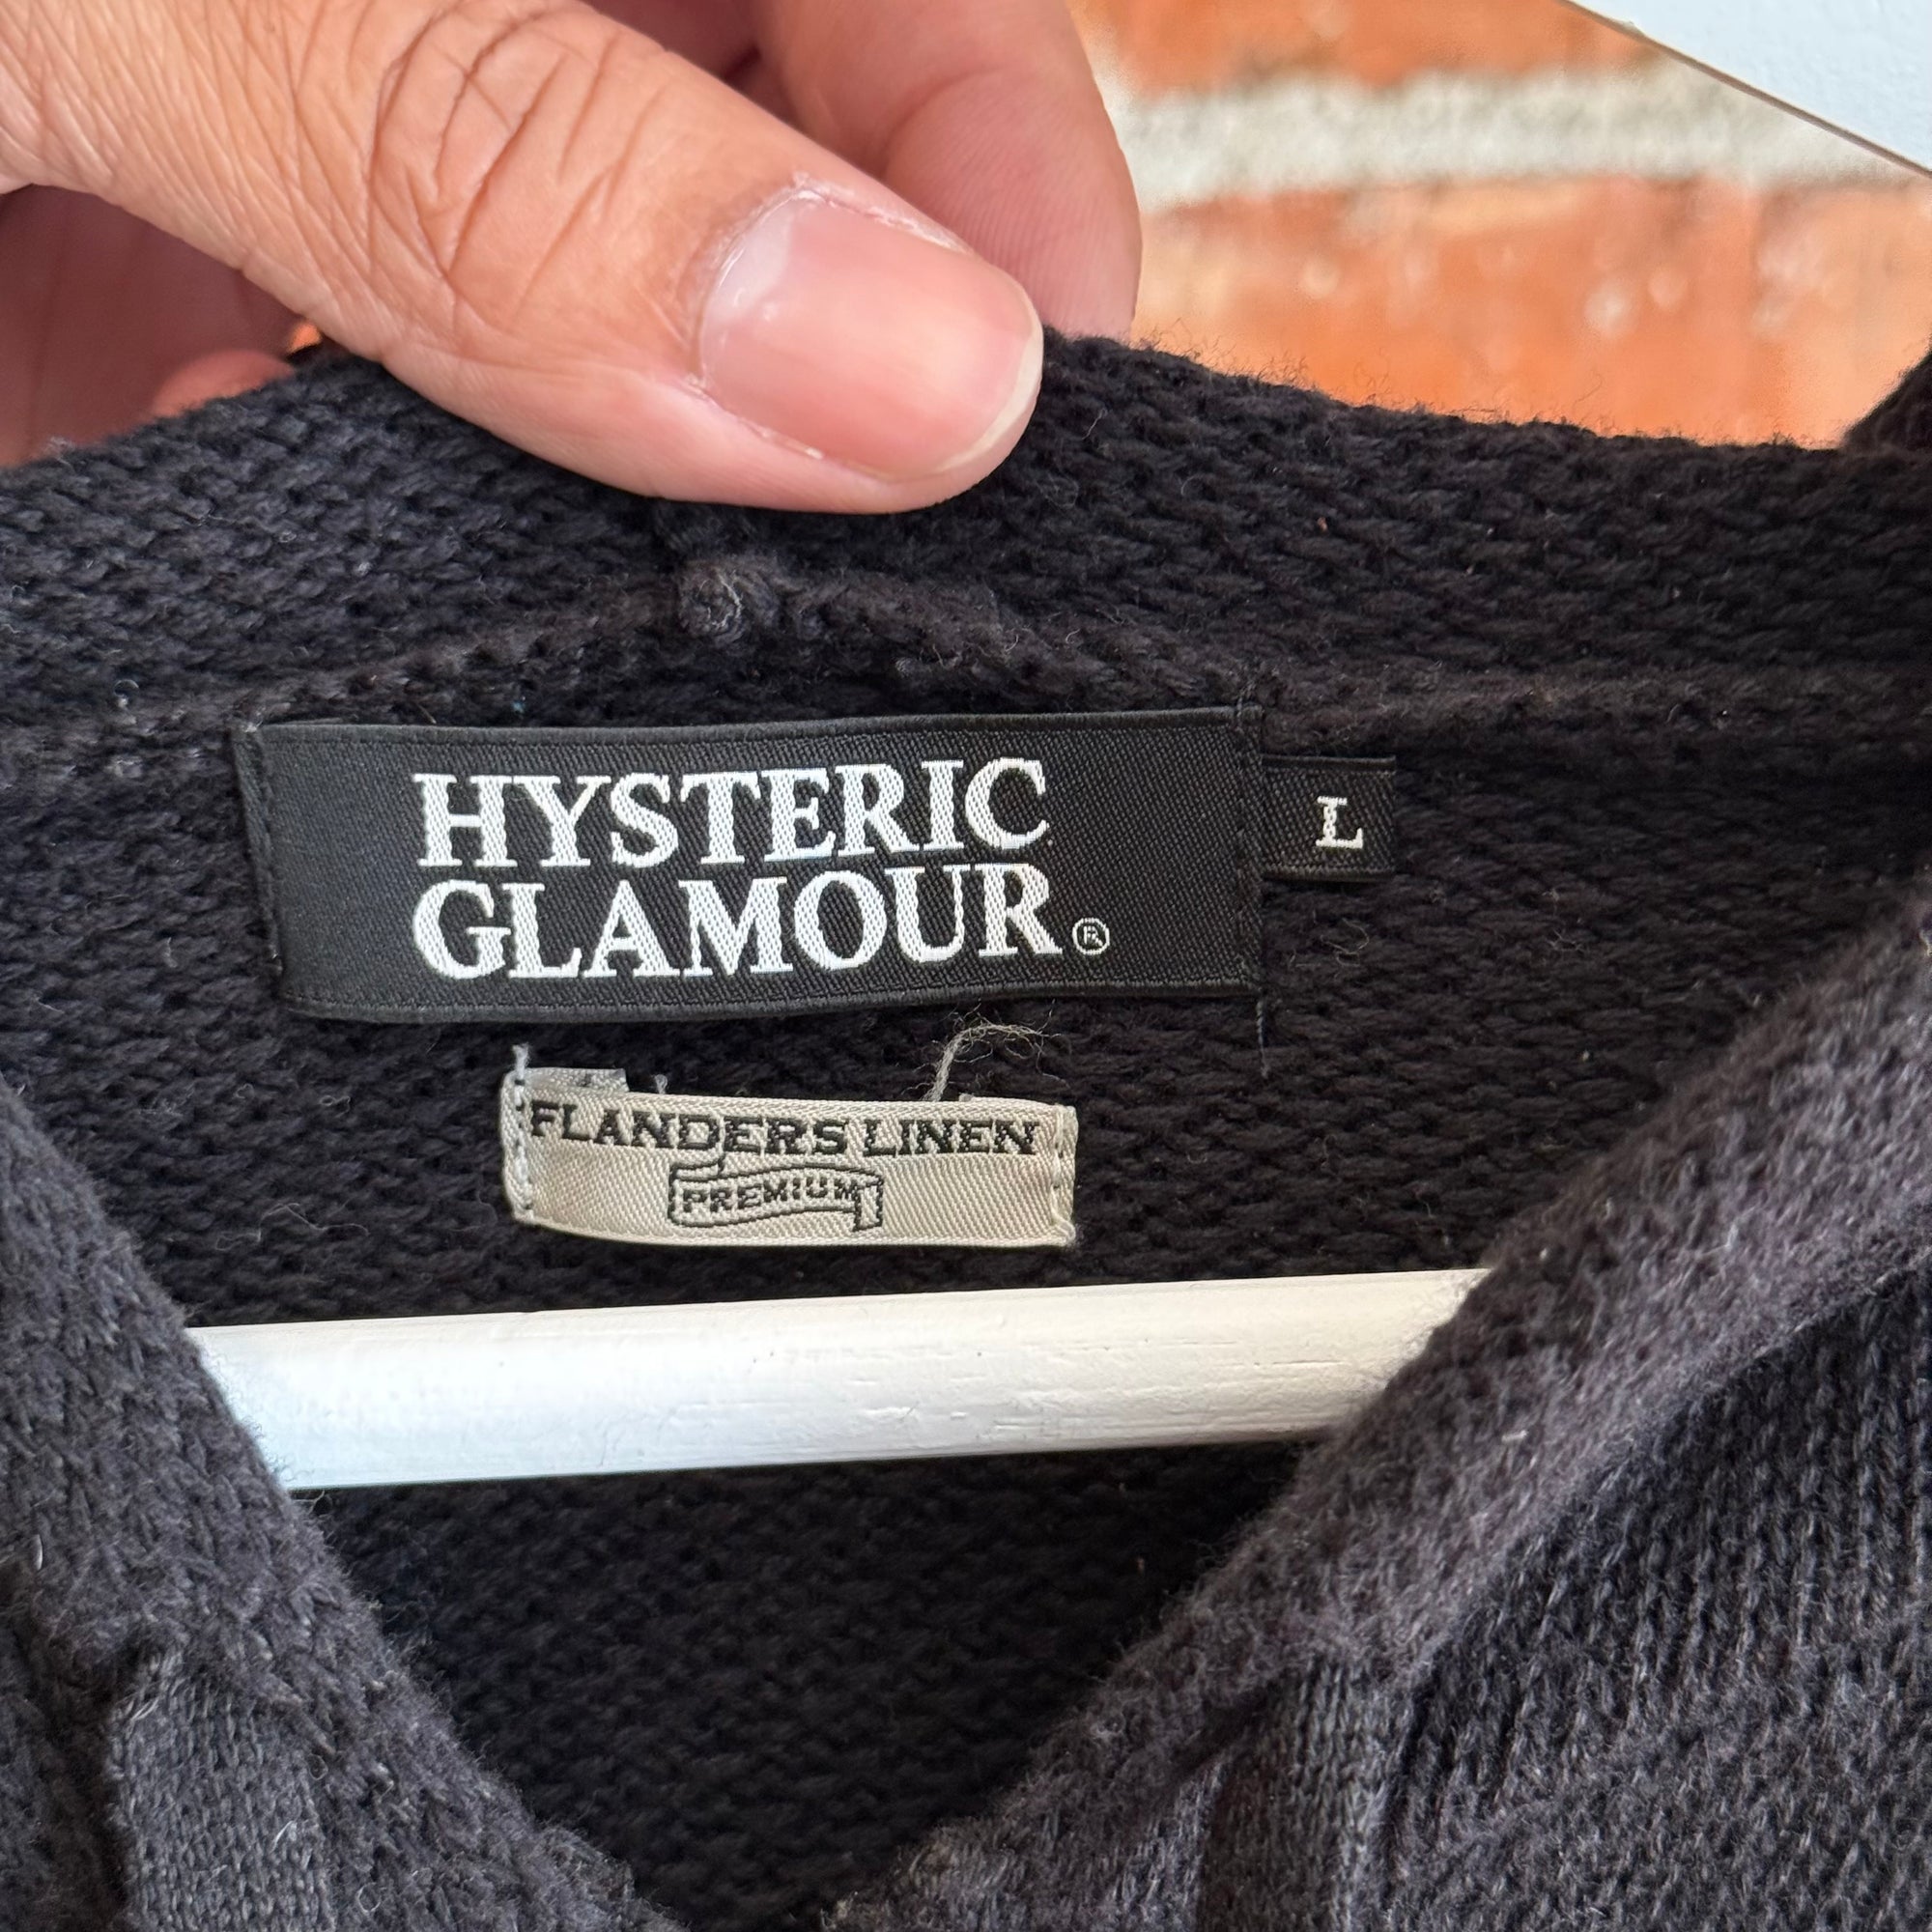 HYSTERIC
GLAMOUR®
L
FLANDERS LINEN
PREMIUM